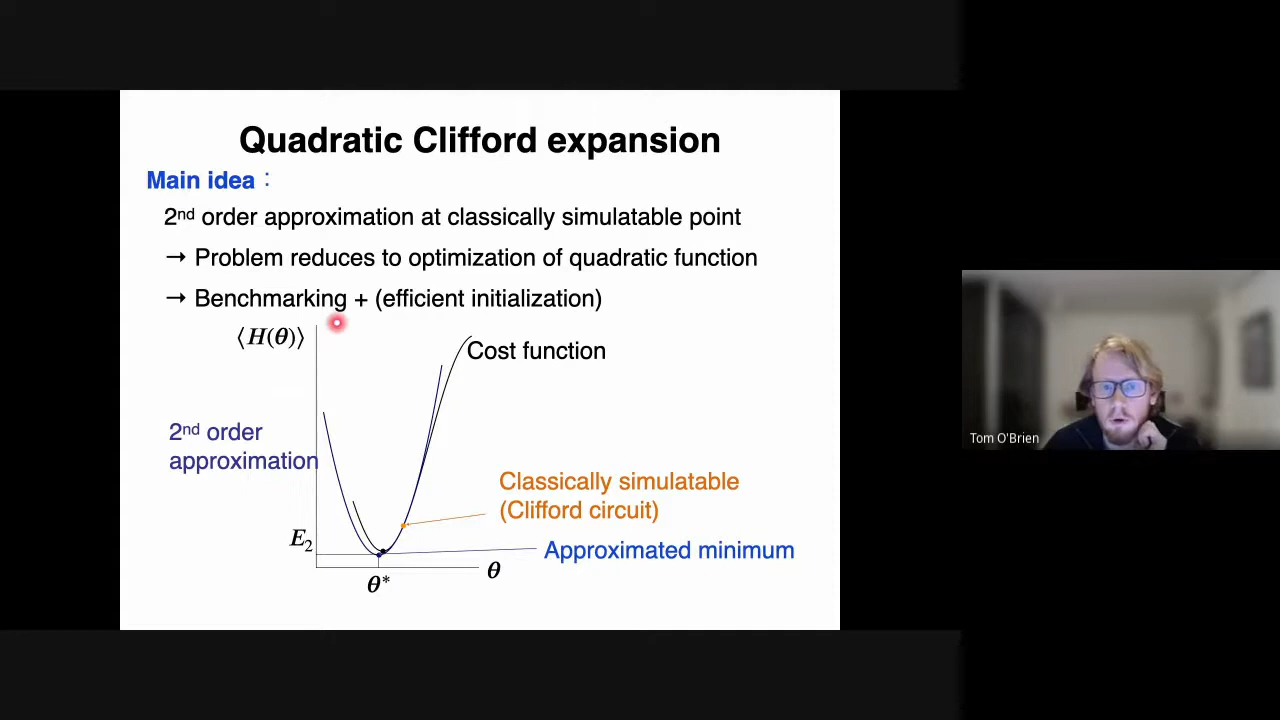 Quadratic Clifford expansion
Main idea：
2nd order approximation at classically simulatable point
→ Problem reduces to optimization of quadratic function
→ Benchmarking + (efficient initialization)
⟨H(θ)⟩
Cost function
2nd order
approximation
Classically simulatable
(Clifford circuit)
E₂
Approximated minimum
θ
θ*
Tom O'Brien